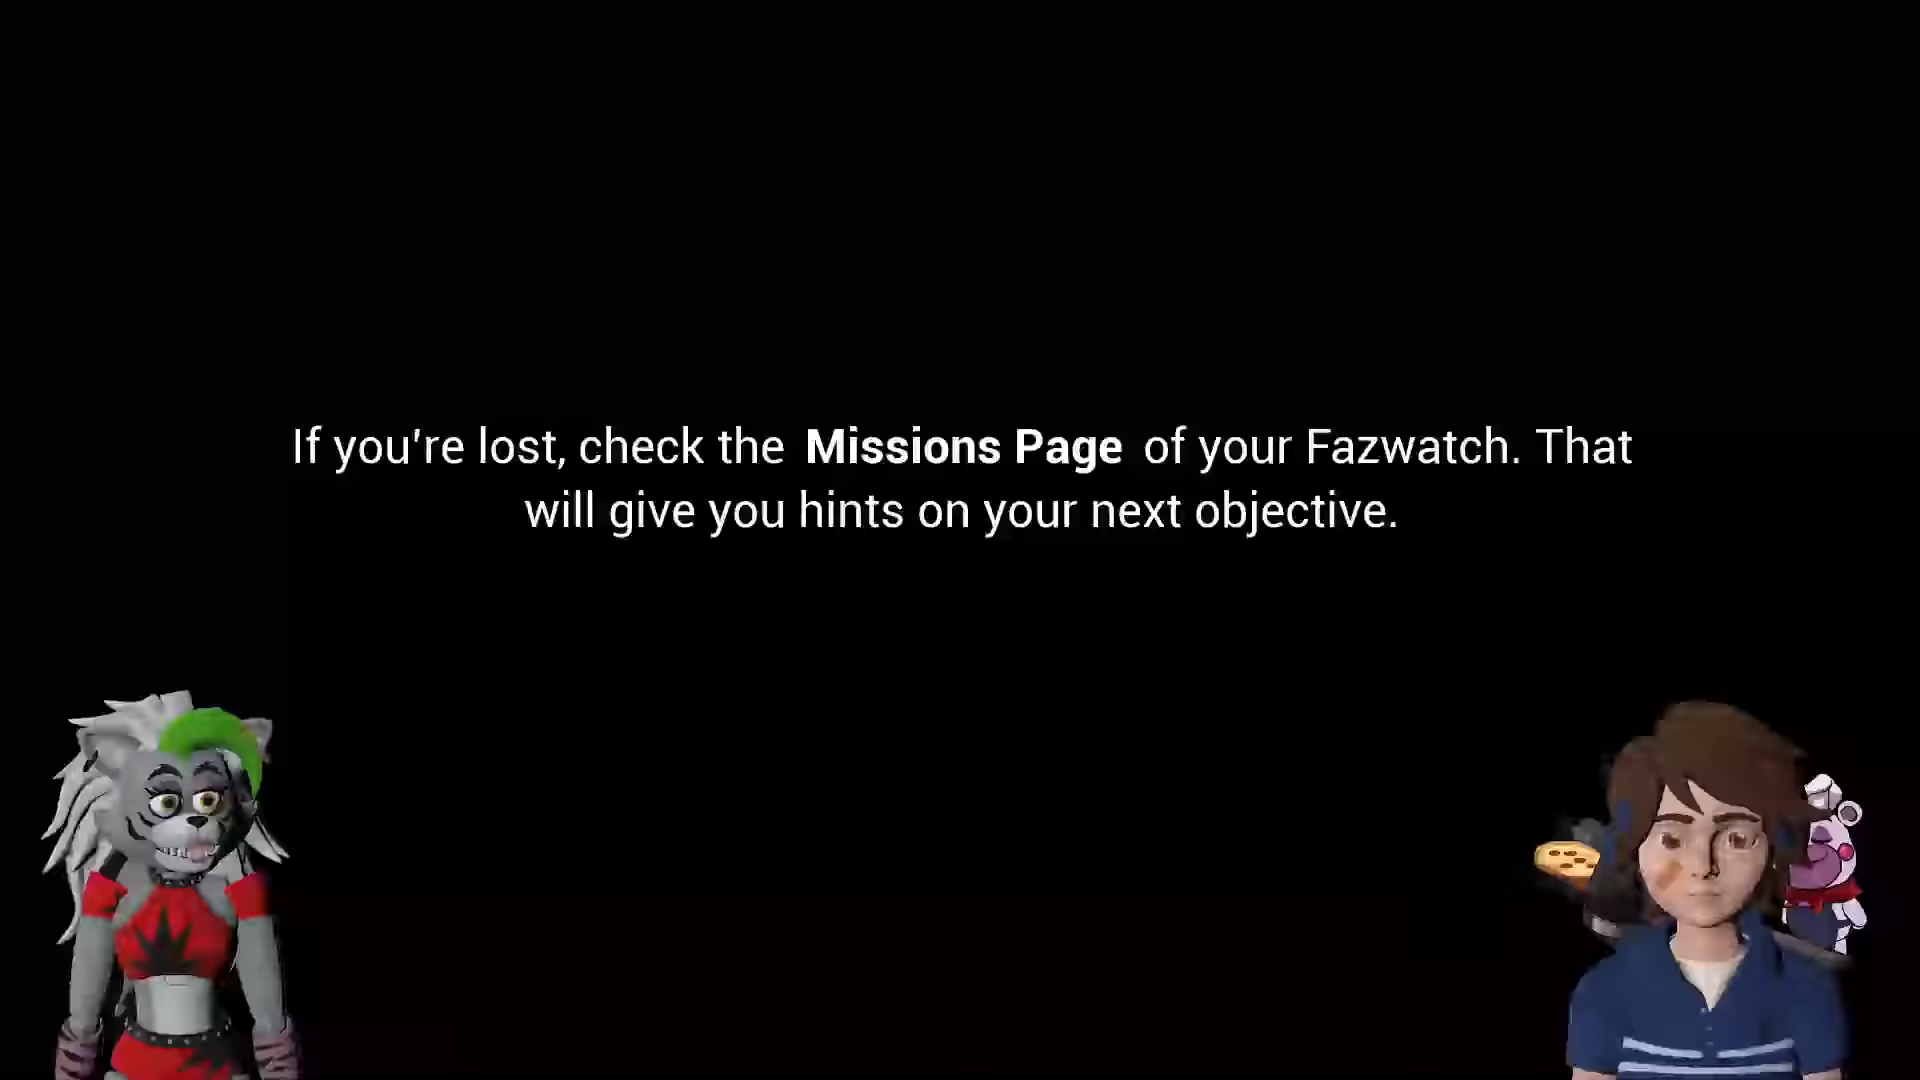 If you're lost, check the Missions Page of your Fazwatch. That
will give you hints on your next objective.